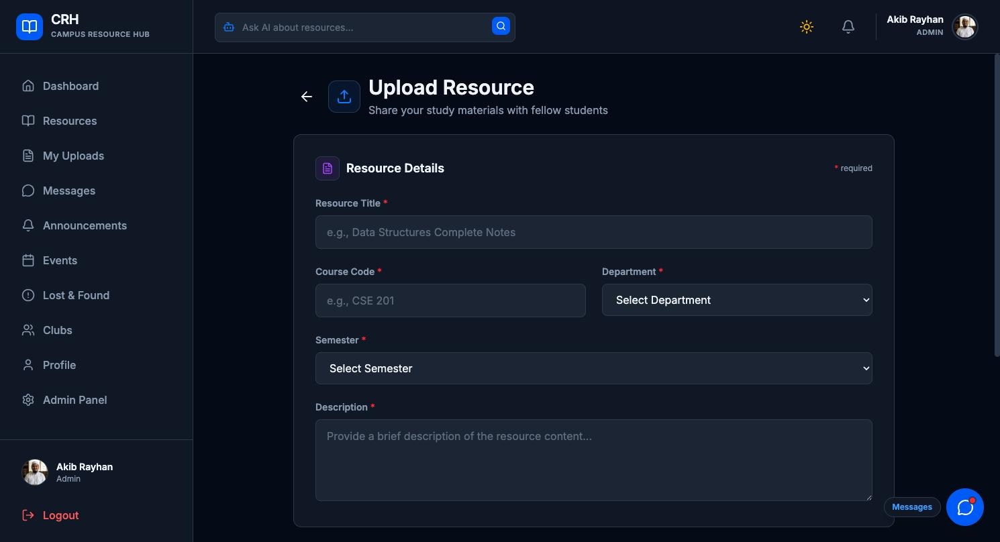 CRH
CAMPUS RESOURCE HUB
Ask AI about resources...
Akib Rayhan
ADMIN
Dashboard
Resources
My Uploads
Messages
Announcements
Events
Lost & Found
Clubs
Profile
Admin Panel
Akib Rayhan
Admin
Logout
Upload Resource
Share your study materials with fellow students
Resource Details
* required
Resource Title *
e.g., Data Structures Complete Notes
Course Code *
e.g., CSE 201
Department *
Select Department
Semester *
Select Semester
Description *
Provide a brief description of the resource content...
Messages